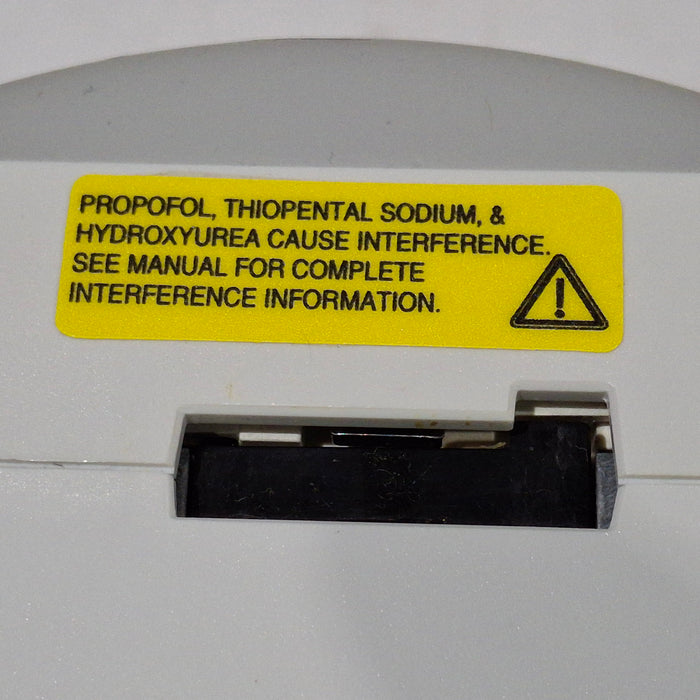 PROPOFOL, THIOPENTAL SODIUM, &
HYDROXYUREA CAUSE INTERFERENCE.
SEE MANUAL FOR COMPLETE
INTERFERENCE INFORMATION.